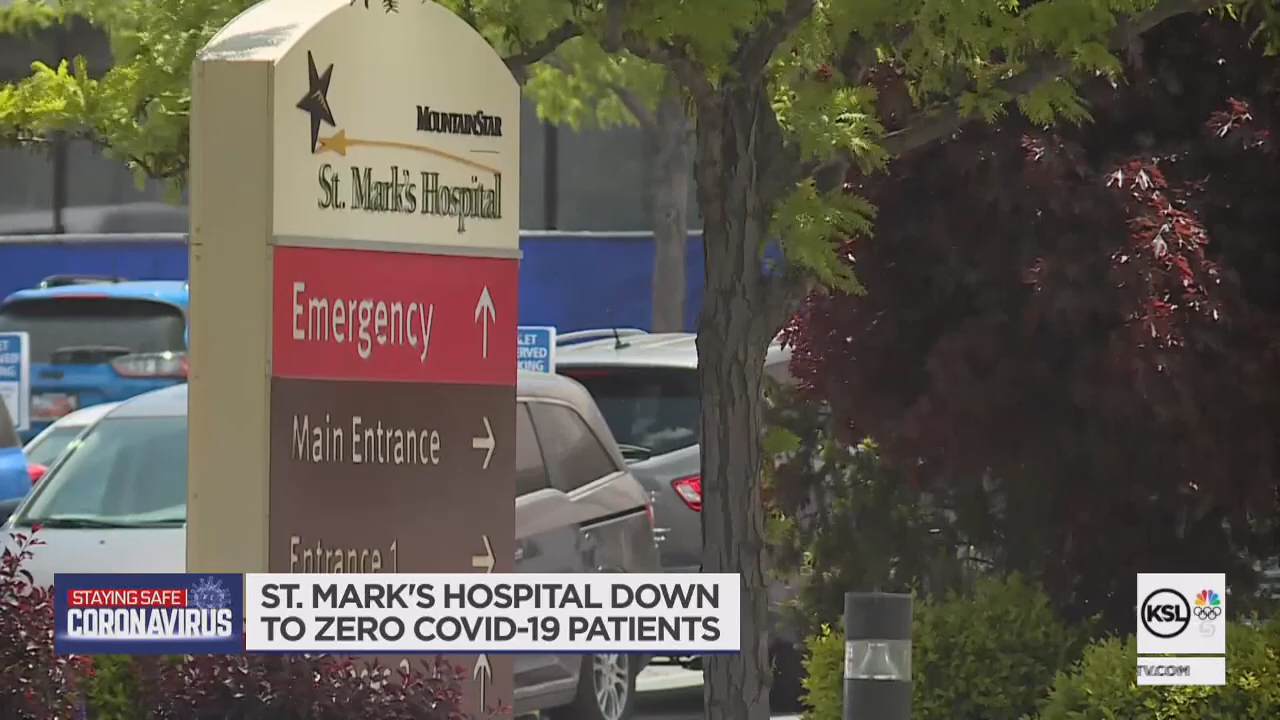 MOUNTAINSTAR
St. Mark's Hospital
Emergency ↑
Main Entrance →
Entrance 1 →
STAYING SAFE
CORONAVIRUS
ST. MARK'S HOSPITAL DOWN
TO ZERO COVID-19 PATIENTS
KSL
5
TV.COM